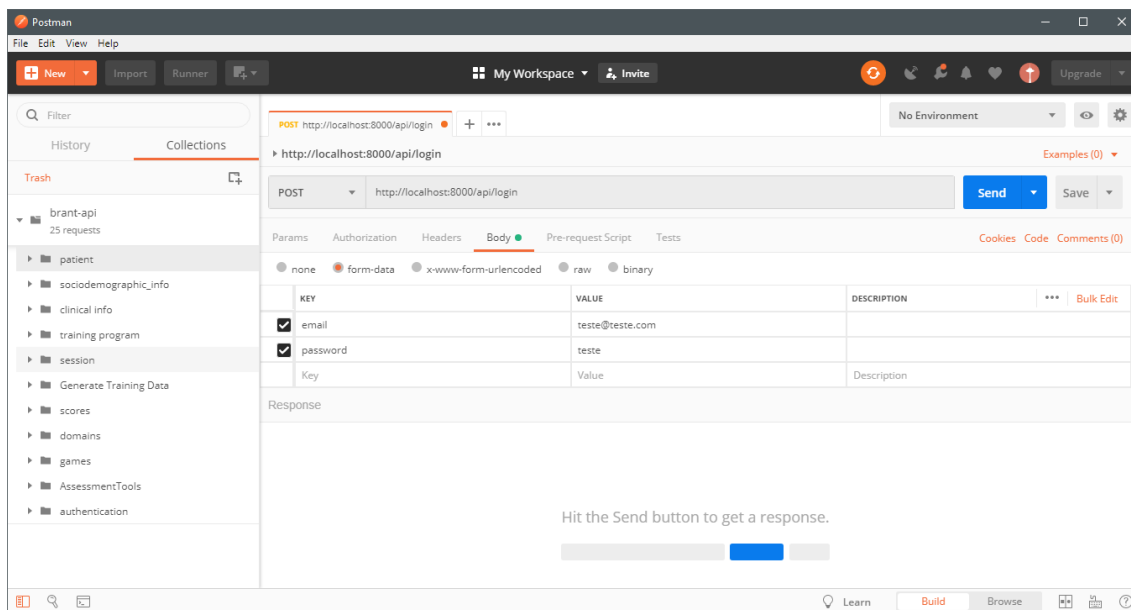 Postman
File Edit View Help
New Import Runner My Workspace Invite Upgrade
Filter
History Collections
Trash
brant-api
25 requests
patient
sociodemographic_info
clinical info
training program
session
Generate Training Data
scores
domains
games
AssessmentTools
authentication
POST http://localhost:8000/api/login + •••
No Environment
http://localhost:8000/api/login Examples (0)
POST http://localhost:8000/api/login Send Save
Params Authorization Headers Body Pre-request Script Tests Cookies Code Comments (0)
none form-data x-www-form-urlencoded raw binary
KEY VALUE DESCRIPTION ••• Bulk Edit
email teste@teste.com
password teste
Key Value Description
Response
Hit the Send button to get a response.
Learn Build Browse